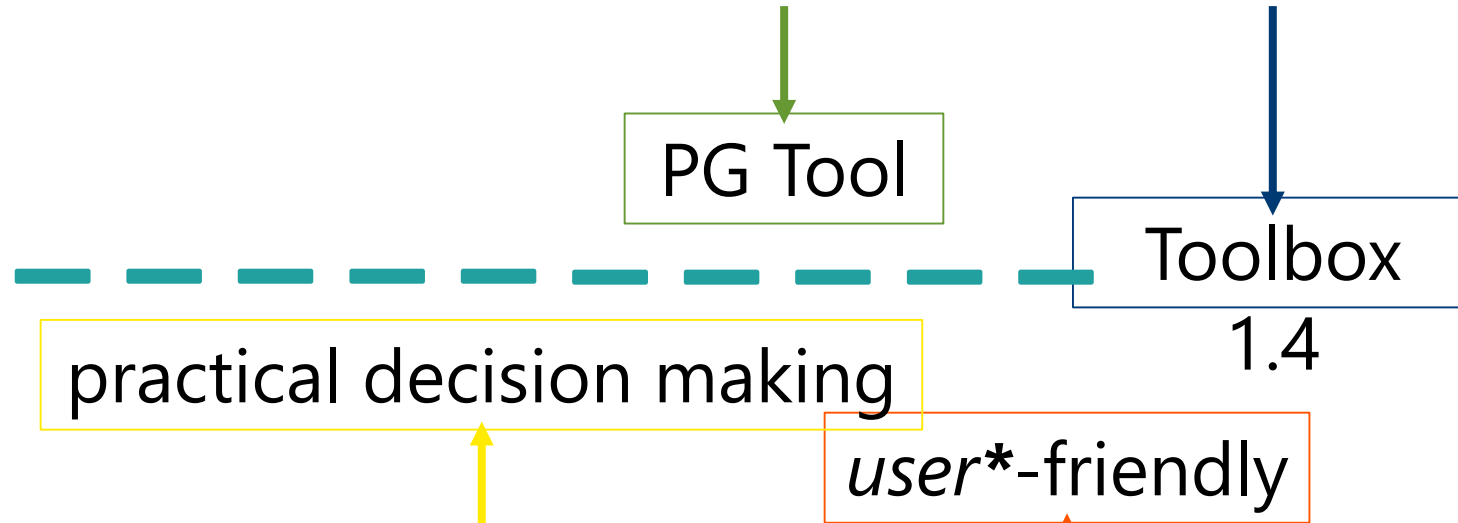 PG Tool
Toolbox
1.4
practical decision making
user*-friendly